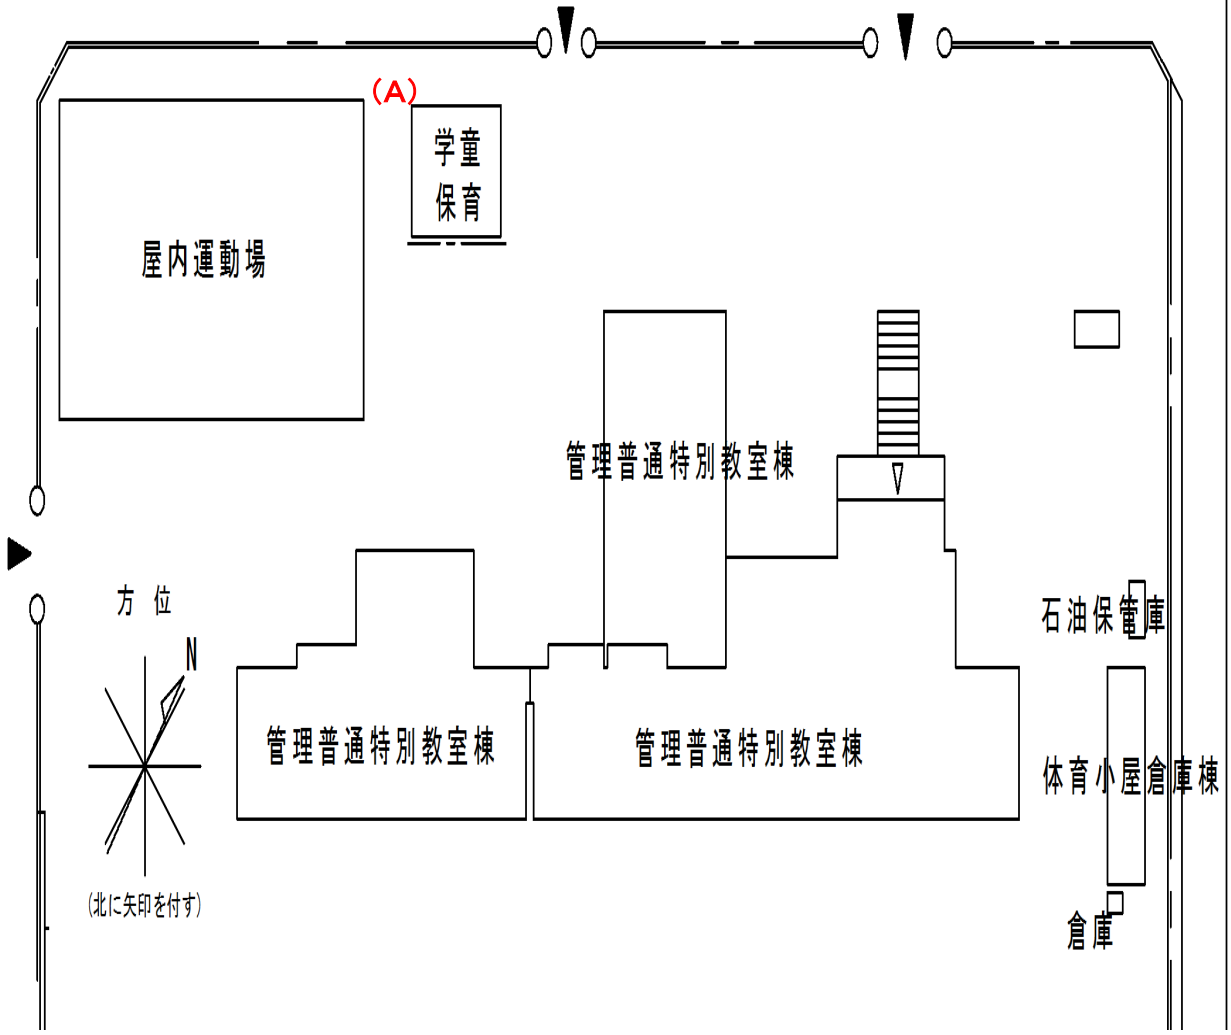 (A)
学童
保育
屋内運動場
管理普通特別教室棟
方 位
N
石油保管庫
管理普通特別教室棟
管理普通特別教室棟
体育小屋倉庫棟
(北に矢印を付す)
倉庫